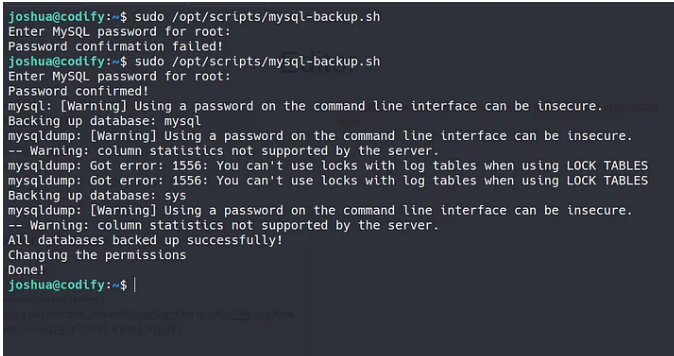 joshua@codify:~$ sudo /opt/scripts/mysql-backup.sh
Enter MySQL password for root:
Password confirmation failed!
joshua@codify:~$ sudo /opt/scripts/mysql-backup.sh
Enter MySQL password for root:
Password confirmed!
mysql: [Warning] Using a password on the command line interface can be insecure.
Backing up database: mysql
mysqldump: [Warning] Using a password on the command line interface can be insecure.
-- Warning: column statistics not supported by the server.
mysqldump: Got error: 1556: You can't use locks with log tables when using LOCK TABLES
mysqldump: Got error: 1556: You can't use locks with log tables when using LOCK TABLES
Backing up database: sys
mysqldump: [Warning] Using a password on the command line interface can be insecure.
-- Warning: column statistics not supported by the server.
All databases backed up successfully!
Changing the permissions
Done!
joshua@codify:~$
Editor